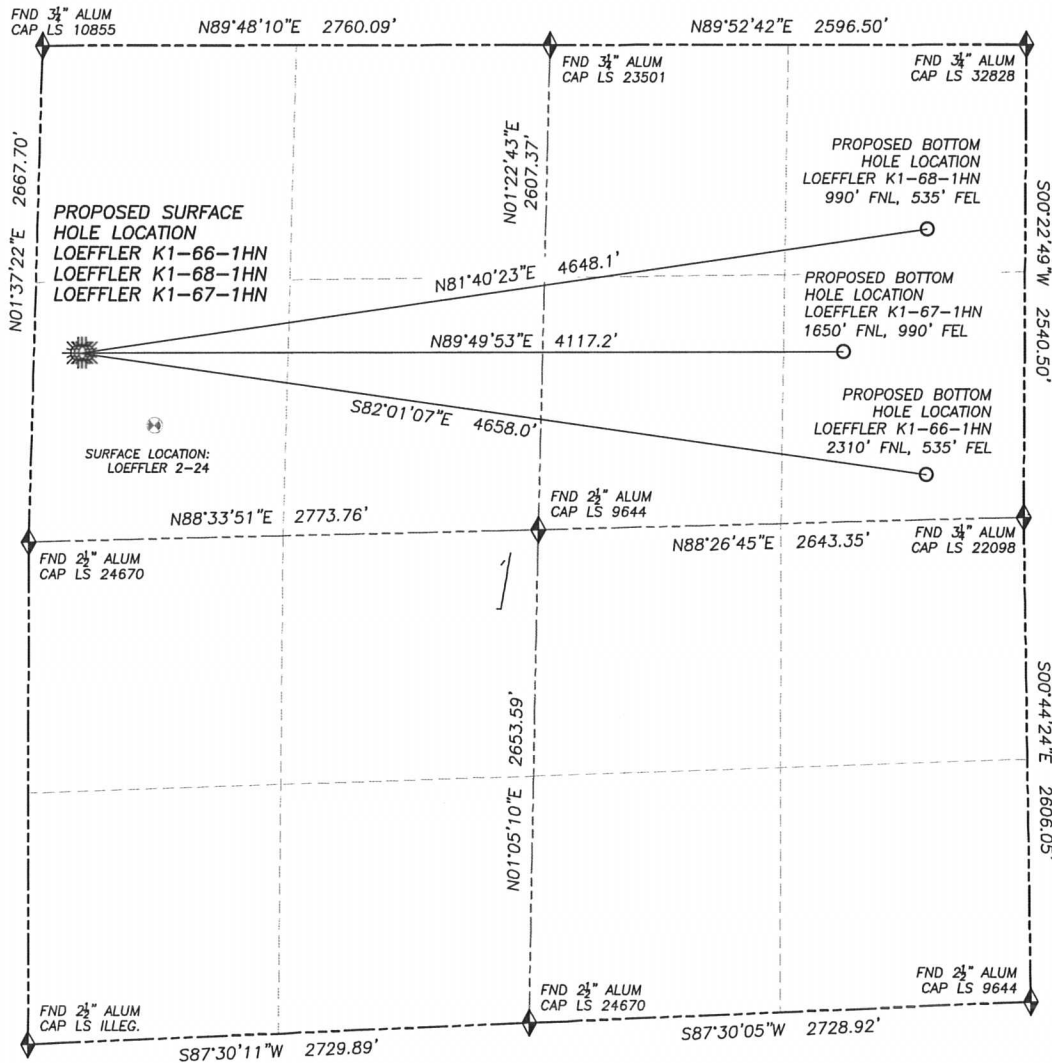 FND 3¼" ALUM
CAP LS 10855
N89°48'10"E 2760.09'
N89°52'42"E 2596.50'
FND 3¼" ALUM
CAP LS 23501
FND 3¼" ALUM
CAP LS 32828
N01°37'22"E 2667.70'
N01°22'43"E
2607.37'
S00°22'49"W 2540.50'
PROPOSED BOTTOM
HOLE LOCATION
LOEFFLER K1-68-1HN
990' FNL, 535' FEL
PROPOSED SURFACE
HOLE LOCATION
LOEFFLER K1-66-1HN
LOEFFLER K1-68-1HN
LOEFFLER K1-67-1HN
N81°40'23"E 4648.1'
PROPOSED BOTTOM
HOLE LOCATION
LOEFFLER K1-67-1HN
1650' FNL, 990' FEL
N89°49'53"E 4117.2'
S82°01'07"E 4658.0'
PROPOSED BOTTOM
HOLE LOCATION
LOEFFLER K1-66-1HN
2310' FNL, 535' FEL
SURFACE LOCATION:
LOEFFLER 2-24
FND 2½" ALUM
CAP LS 9644
N88°33'51"E 2773.76'
N88°26'45"E 2643.35'
FND 3¼" ALUM
CAP LS 22098
FND 2½" ALUM
CAP LS 24670
N01°05'10"E 2653.59'
S00°44'24"E 2606.05'
FND 2½" ALUM
CAP LS ILLEG.
FND 2½" ALUM
CAP LS 24670
FND 2½" ALUM
CAP LS 9644
S87°30'11"W 2729.89'
S87°30'05"W 2728.92'